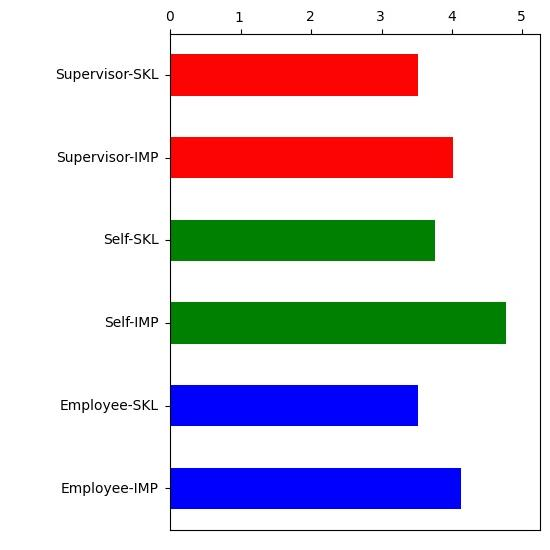 0 1 2 3 4 5
Supervisor-SKL
Supervisor-IMP
Self-SKL
Self-IMP
Employee-SKL
Employee-IMP